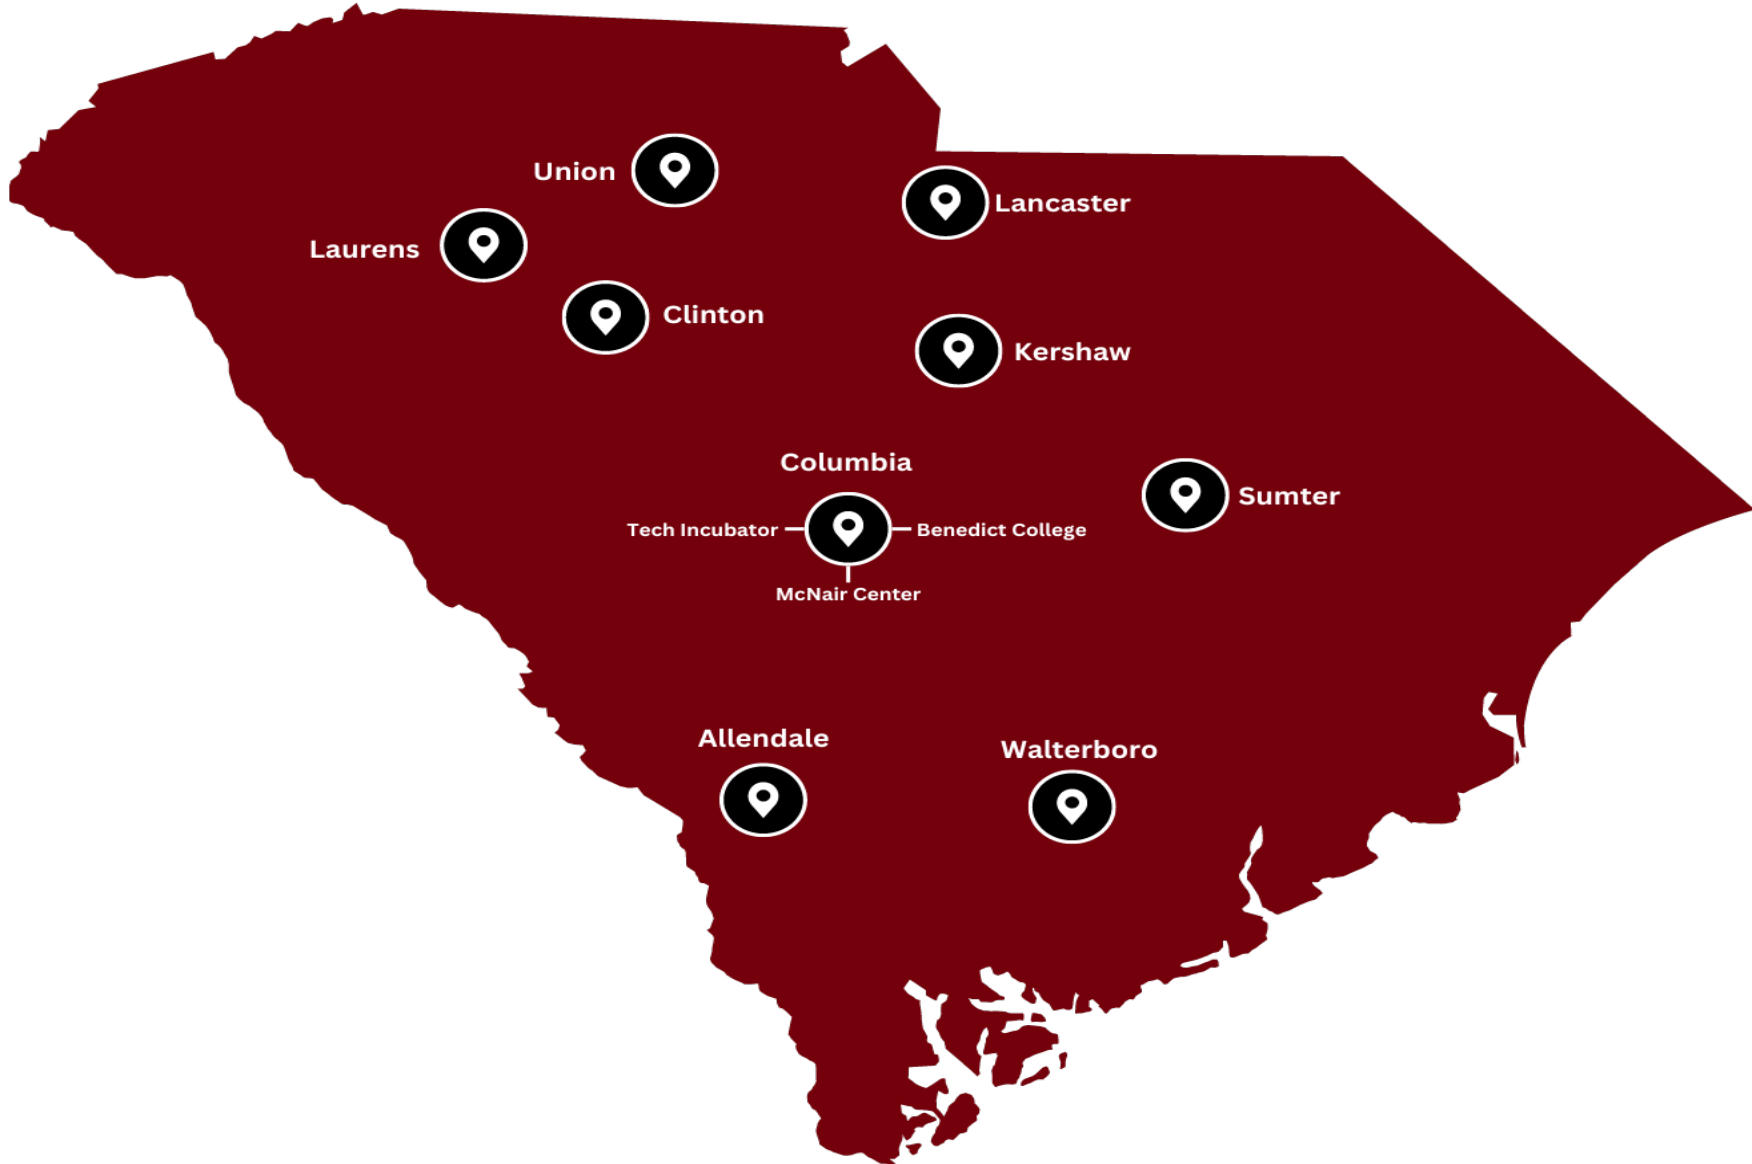 Union
Lancaster
Laurens
Clinton
Kershaw
Columbia
Sumter
Tech Incubator
Benedict College
McNair Center
Allendale
Walterboro